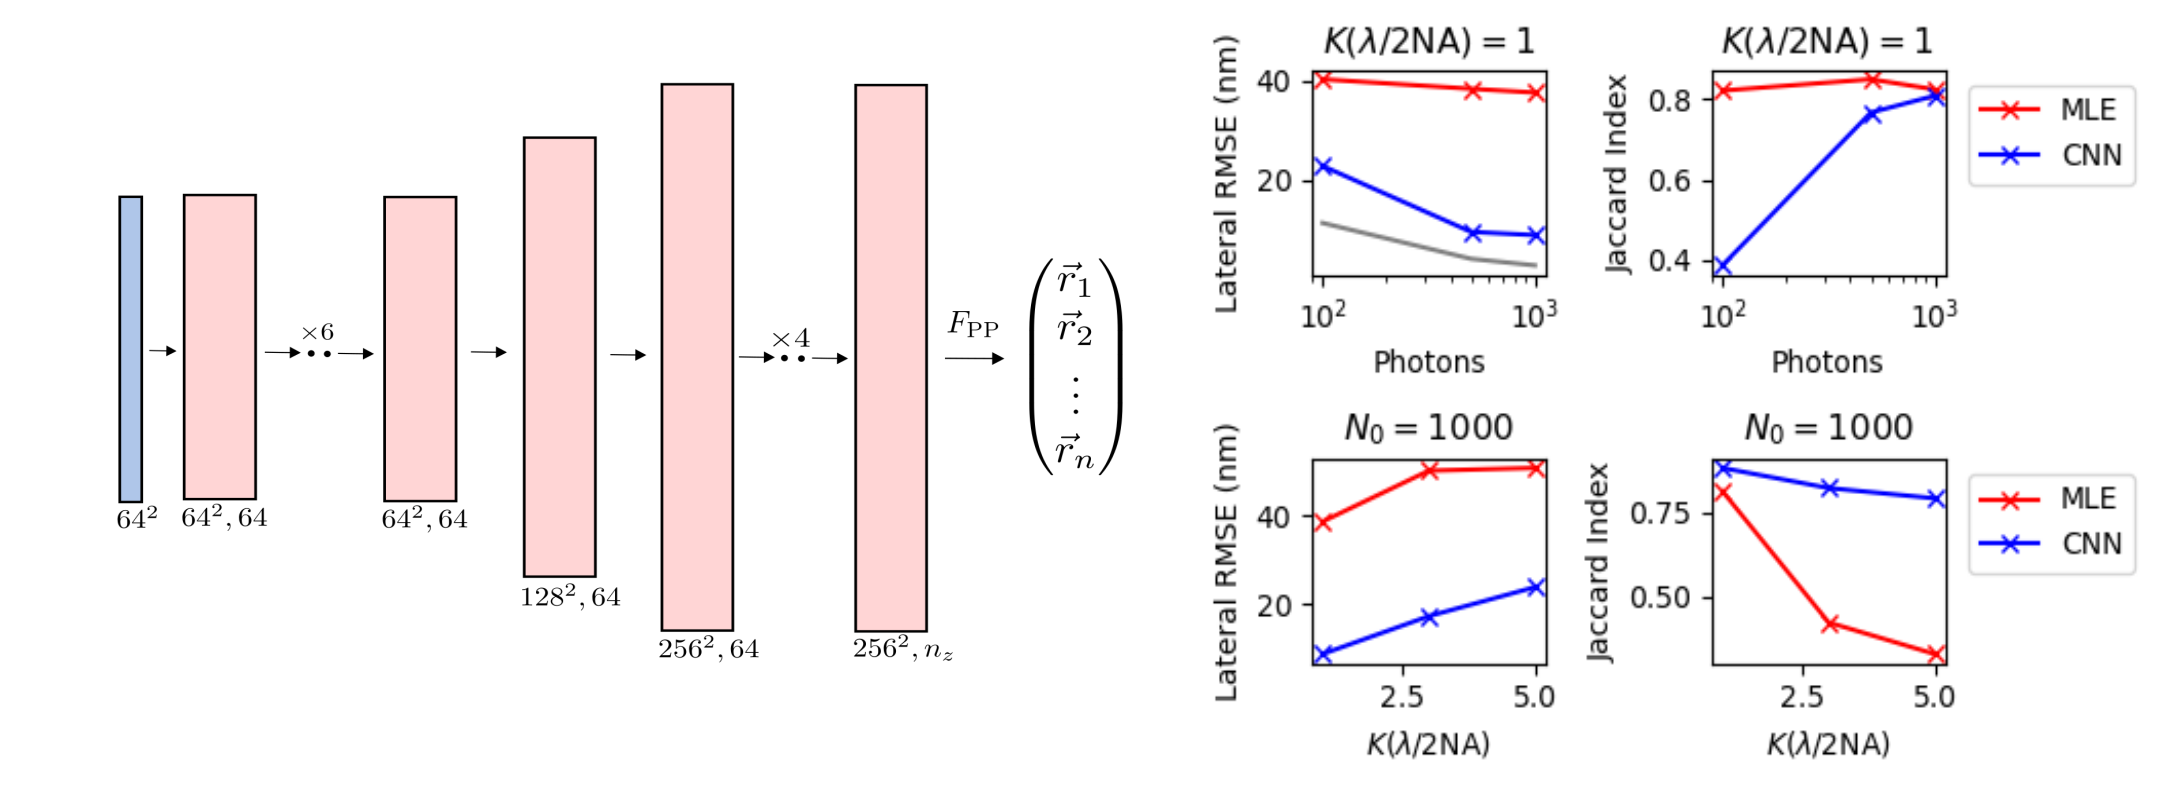 64², 64², 64
×6
64², 64
128², 64
256², 64
×4
256², n_z
F_PP
r⃗₁
r⃗₂
⋮
r⃗ₙ
K(λ/2NA) = 1
Lateral RMSE (nm)
40
20
10² 10³
Photons
K(λ/2NA) = 1
Jaccard Index
0.8
0.6
0.4
10² 10³
Photons
MLE
CNN
N₀ = 1000
Lateral RMSE (nm)
40
20
2.5 5.0
K(λ/2NA)
N₀ = 1000
Jaccard Index
0.75
0.50
2.5 5.0
K(λ/2NA)
MLE
CNN